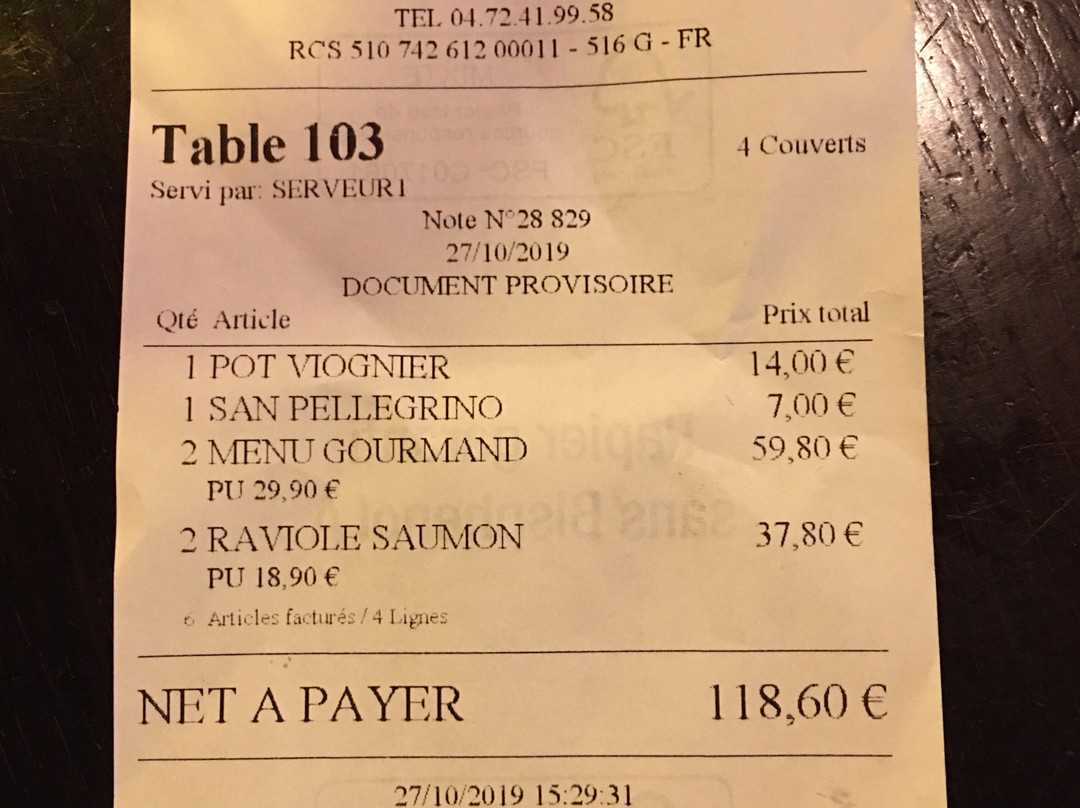 TEL 04.72.41.99.58
RCS 510 742 612 00011 - 516 G - FR
Table 103 4 Couverts
Servi par: SERVEUR1
Note N°28 829
27/10/2019
DOCUMENT PROVISOIRE
Qté Article Prix total
1 POT VIOGNIER 14,00 €
1 SAN PELLEGRINO 7,00 €
2 MENU GOURMAND 59,80 €
PU 29,90 €
2 RAVIOLE SAUMON 37,80 €
PU 18,90 €
6 Articles facturés / 4 Lignes
NET A PAYER 118,60 €
27/10/2019 15:29:31